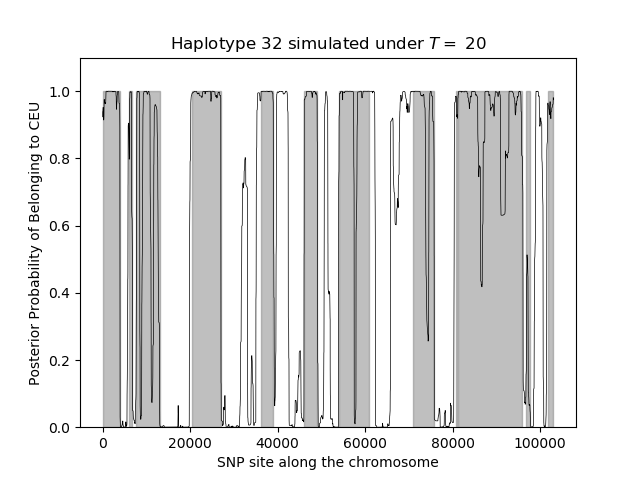 Haplotype 32 simulated under T = 20
Posterior Probability of Belonging to CEU
1.0
0.8
0.6
0.4
0.2
0.0
0 20000 40000 60000 80000 100000
SNP site along the chromosome